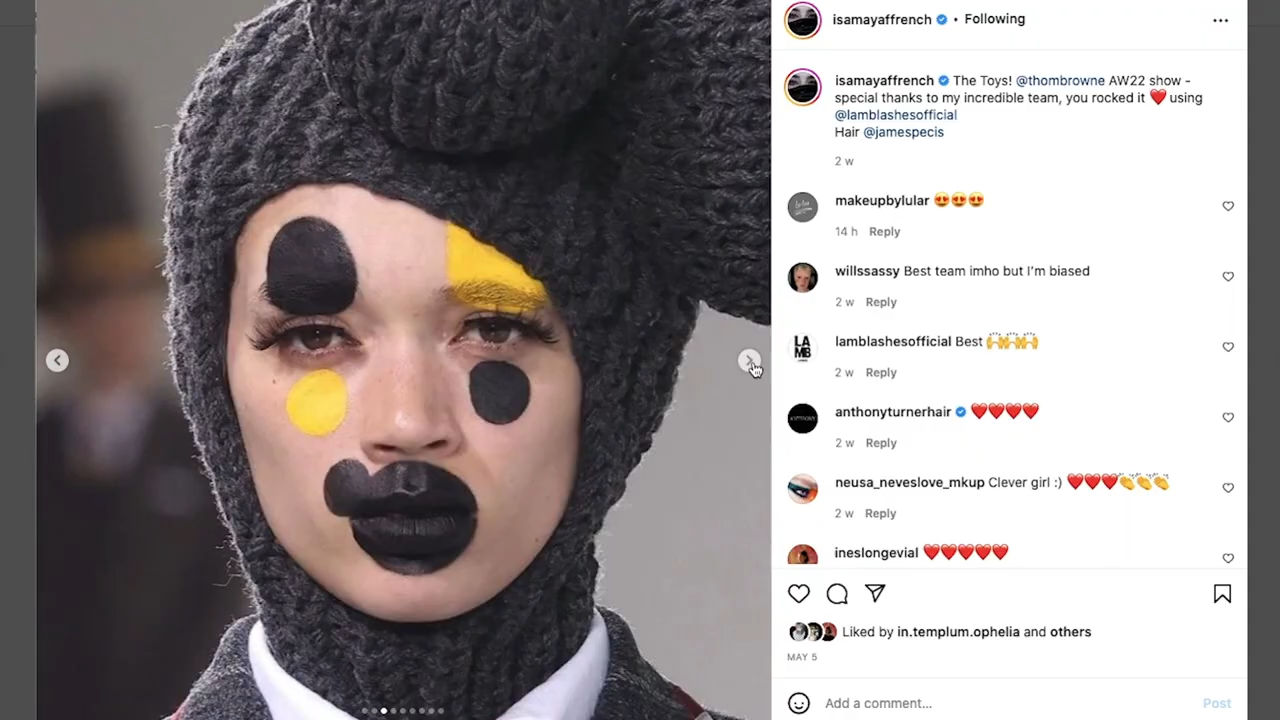 isamayaffrench • Following
isamayaffrench The Toys! @thombrowne AW22 show -
special thanks to my incredible team, you rocked it ❤️ using
@lamblashesofficial
Hair @jamespecis
2 w
makeupbylular 😍😍😍
14 h Reply
willssassy Best team imho but I'm biased
2 w Reply
LA
MB
lamblashesofficial Best 🙌🙌🙌
2 w Reply
anthonyturnerhair ❤️❤️❤️❤️
2 w Reply
neusa_neveslove_mkup Clever girl :) ❤️❤️❤️👏👏👏
2 w Reply
ineslongevial ❤️❤️❤️❤️❤️
Liked by in.templum.ophelia and others
MAY 5
Add a comment...
Post